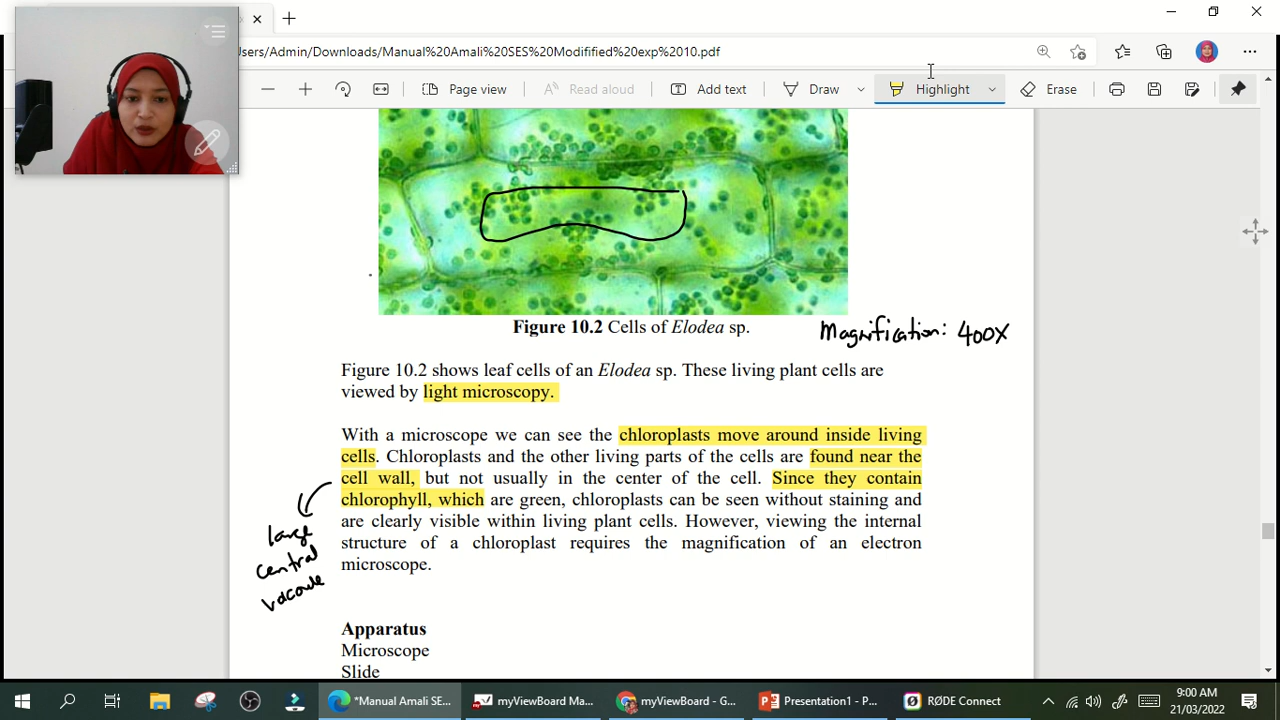 Users/Admin/Downloads/Manual%20Amali%20SES%20Modifified%20exp%2010.pdf
Page view
Read aloud
Add text
Draw
Highlight
Erase
Figure 10.2 Cells of Elodea sp.
Magnification: 400X
Figure 10.2 shows leaf cells of an Elodea sp. These living plant cells are
viewed by light microscopy.
With a microscope we can see the chloroplasts move around inside living
cells. Chloroplasts and the other living parts of the cells are found near the
cell wall, but not usually in the center of the cell. Since they contain
chlorophyll, which are green, chloroplasts can be seen without staining and
are clearly visible within living plant cells. However, viewing the internal
structure of a chloroplast requires the magnification of an electron
microscope.
large
central
vacuole
Apparatus
Microscope
Slide
*Manual Amali SE...
myViewBoard Ma...
myViewBoard - G...
Presentation1 - P...
RØDE Connect
9:00 AM
21/03/2022